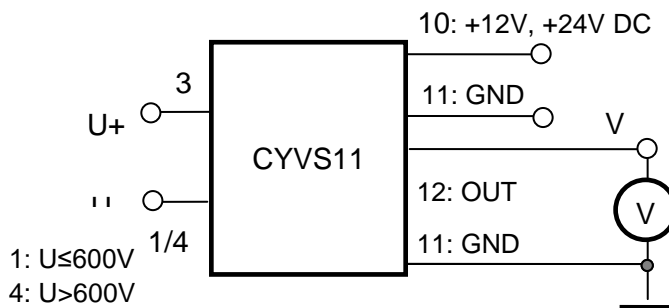 10: +12V, +24V DC
3
11: GND
U+
V
CYVS11
12: OUT
V
1/4
11: GND
1: U≤600V
4: U>600V